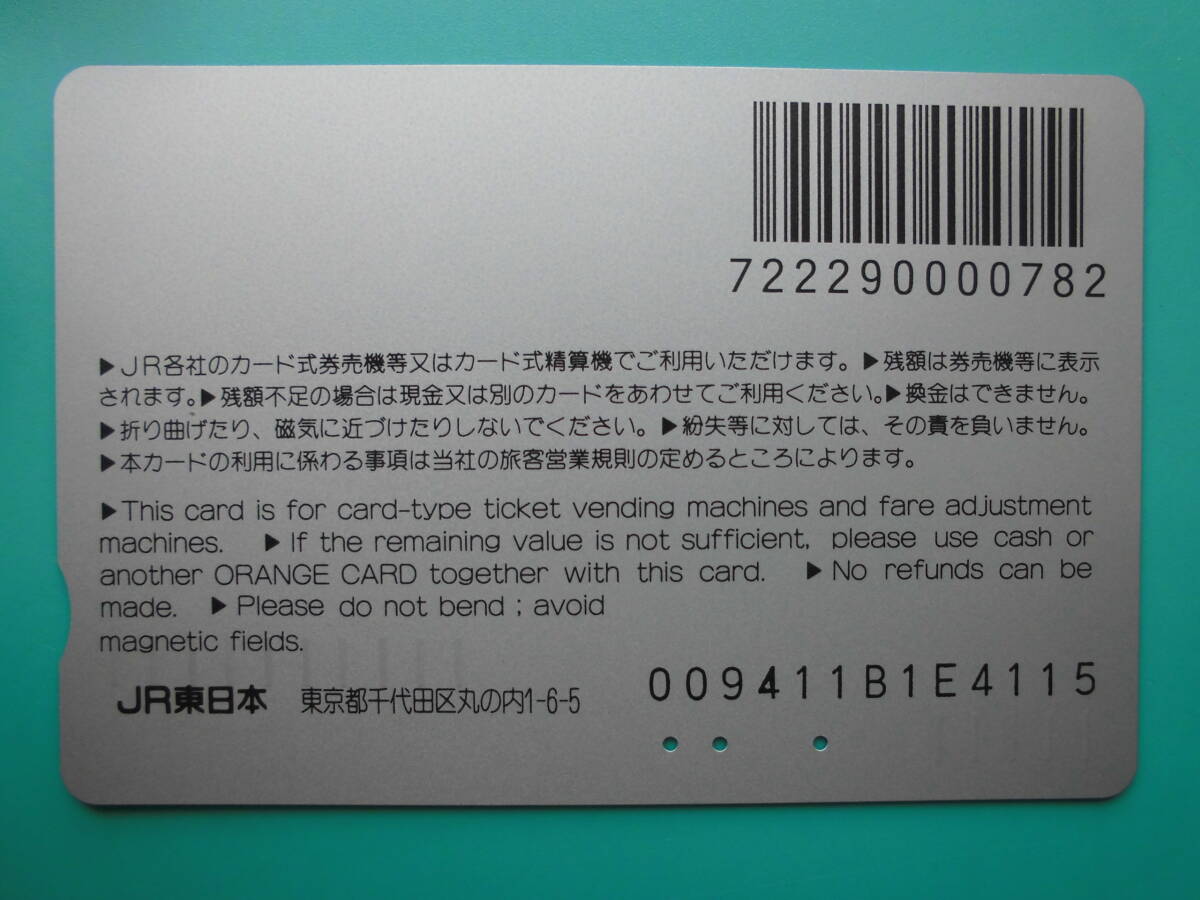 722290000782
▶JR各社のカード式券売機等又はカード式精算機でご利用いただけます。▶残額は券売機等に表示
されます。▶残額不足の場合は現金又は別のカードをあわせてご利用ください。▶換金はできません。
▶折り曲げたり、磁気に近づけたりしないでください。▶紛失等に対しては、その責を負いません。
▶本カードの利用に係わる事項は当社の旅客営業規則の定めるところによります。
▶This card is for card-type ticket vending machines and fare adjustment
machines. ▶If the remaining value is not sufficient, please use cash or
another ORANGE CARD together with this card. ▶No refunds can be
made. ▶Please do not bend ; avoid
magnetic fields.
JR東日本 東京都千代田区丸の内1-6-5
009411B1E4115